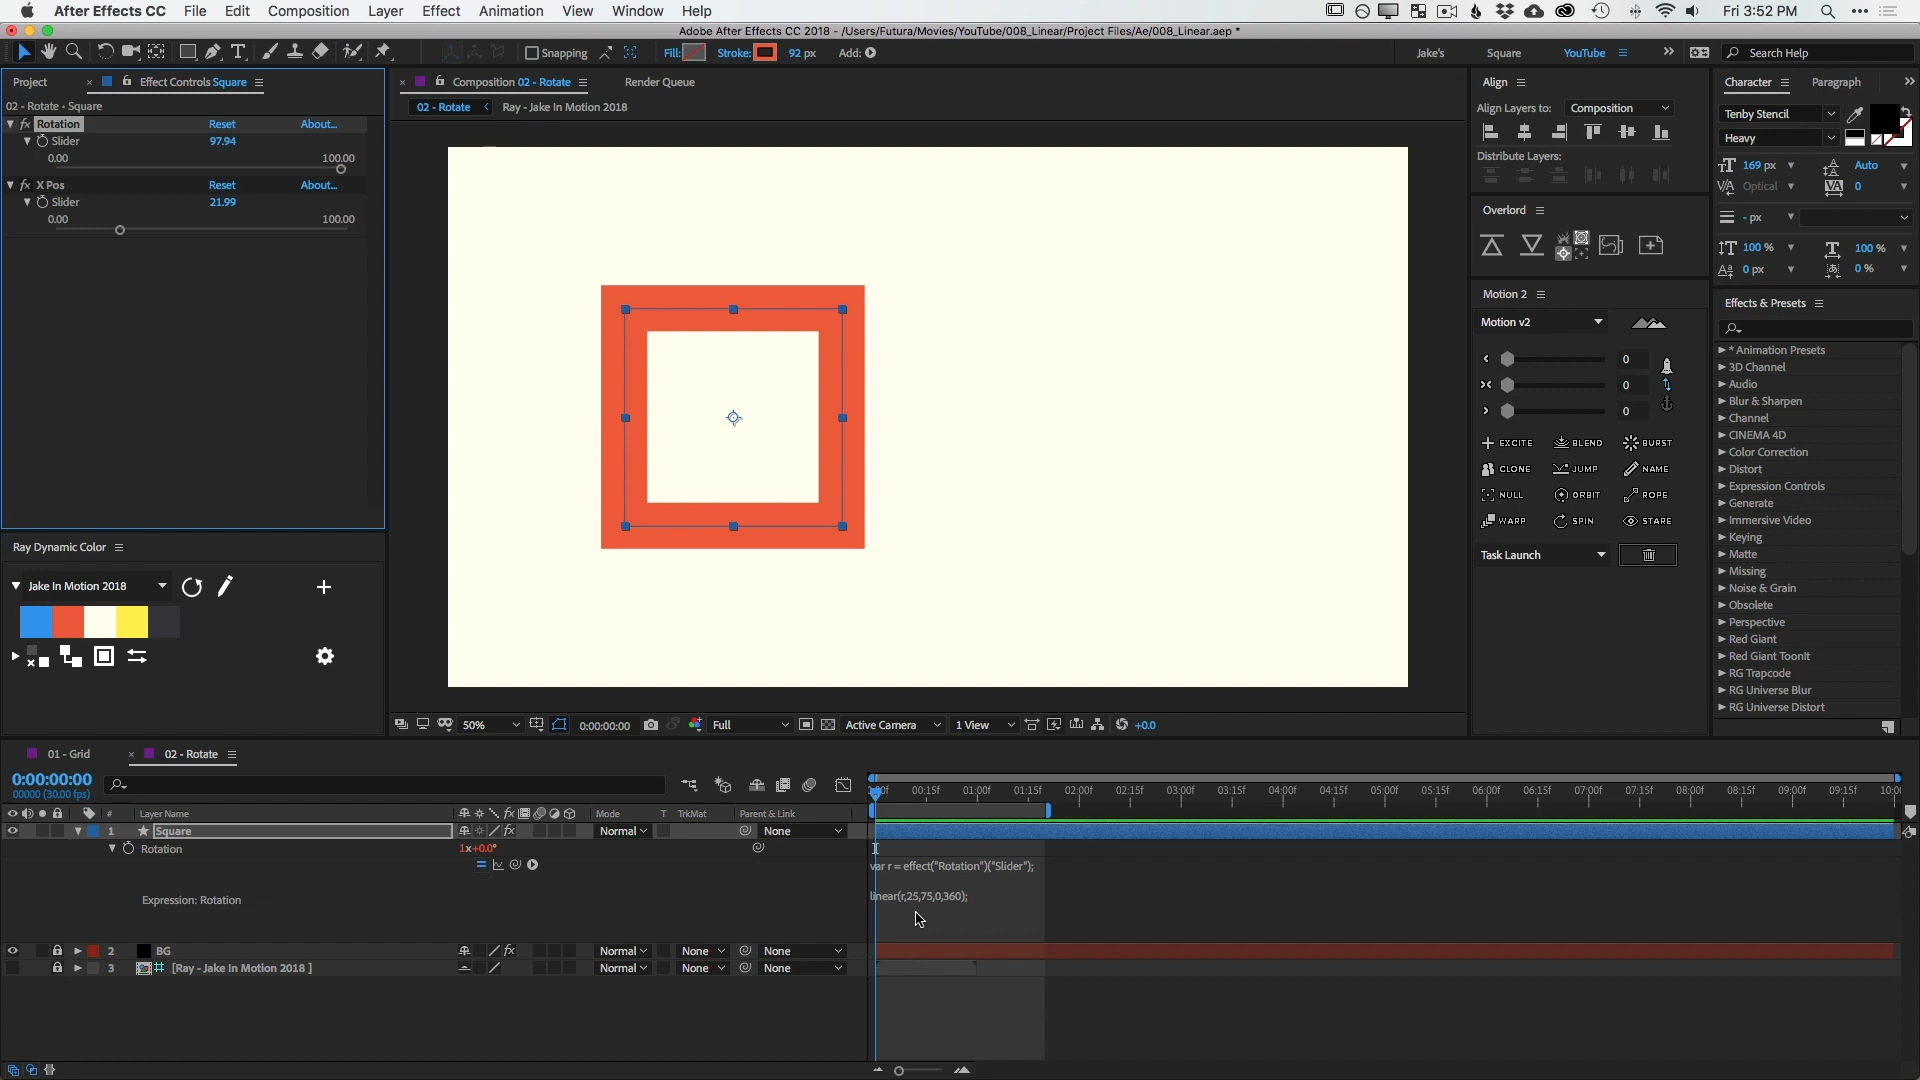 After Effects CC File Edit Composition Layer Effect Animation View Window Help Fri 3:52 PM
Adobe After Effects CC 2018 - /Users/Futura/Movies/YouTube/008_Linear/Project Files/Ae/008_Linear.aep *
Snapping Fill: Stroke: 92 px Add: Jake's Square YouTube Search Help
Project Effect Controls Square
02 - Rotate • Square
fx Rotation Reset About...
Slider 97.94
0.00 100.00
fx X Pos Reset About...
Slider 21.99
0.00 100.00
Ray Dynamic Color
Jake In Motion 2018
Composition 02 - Rotate Render Queue
02 - Rotate Ray - Jake In Motion 2018
50% 0:00:00:00 Full Active Camera 1 View +0.0
Align
Align Layers to: Composition
Distribute Layers:
Overlord
Motion 2
Motion v2
0
0
0
EXCITE BLEND BURST
CLONE JUMP NAME
NULL ORBIT ROPE
WARP SPIN STARE
Task Launch
Character Paragraph
Tenby Stencil
Heavy
169 px Auto
Optical 0
- px
100 % 100 %
0 px 0 %
Effects & Presets
* Animation Presets
3D Channel
Audio
Blur & Sharpen
Channel
CINEMA 4D
Color Correction
Distort
Expression Controls
Generate
Immersive Video
Keying
Matte
Missing
Noise & Grain
Obsolete
Perspective
Red Giant
Red Giant ToonIt
RG Trapcode
RG Universe Blur
RG Universe Distort
01 - Grid 02 - Rotate
0:00:00:00
00000 (30.00 fps)
00:15f 01:00f 01:15f 02:00f 02:15f 03:00f 03:15f 04:00f 04:15f 05:00f 05:15f 06:00f 06:15f 07:00f 07:15f 08:00f 08:15f 09:00f 09:15f 10:0
# Layer Name fx Mode T TrkMat Parent & Link
1 Square fx Normal None
Rotation 1x+0.0°
var r = effect("Rotation")("Slider");
linear(r,25,75,0,360);
Expression: Rotation
2 BG fx Normal None None
3 [Ray - Jake In Motion 2018 ] Normal None None